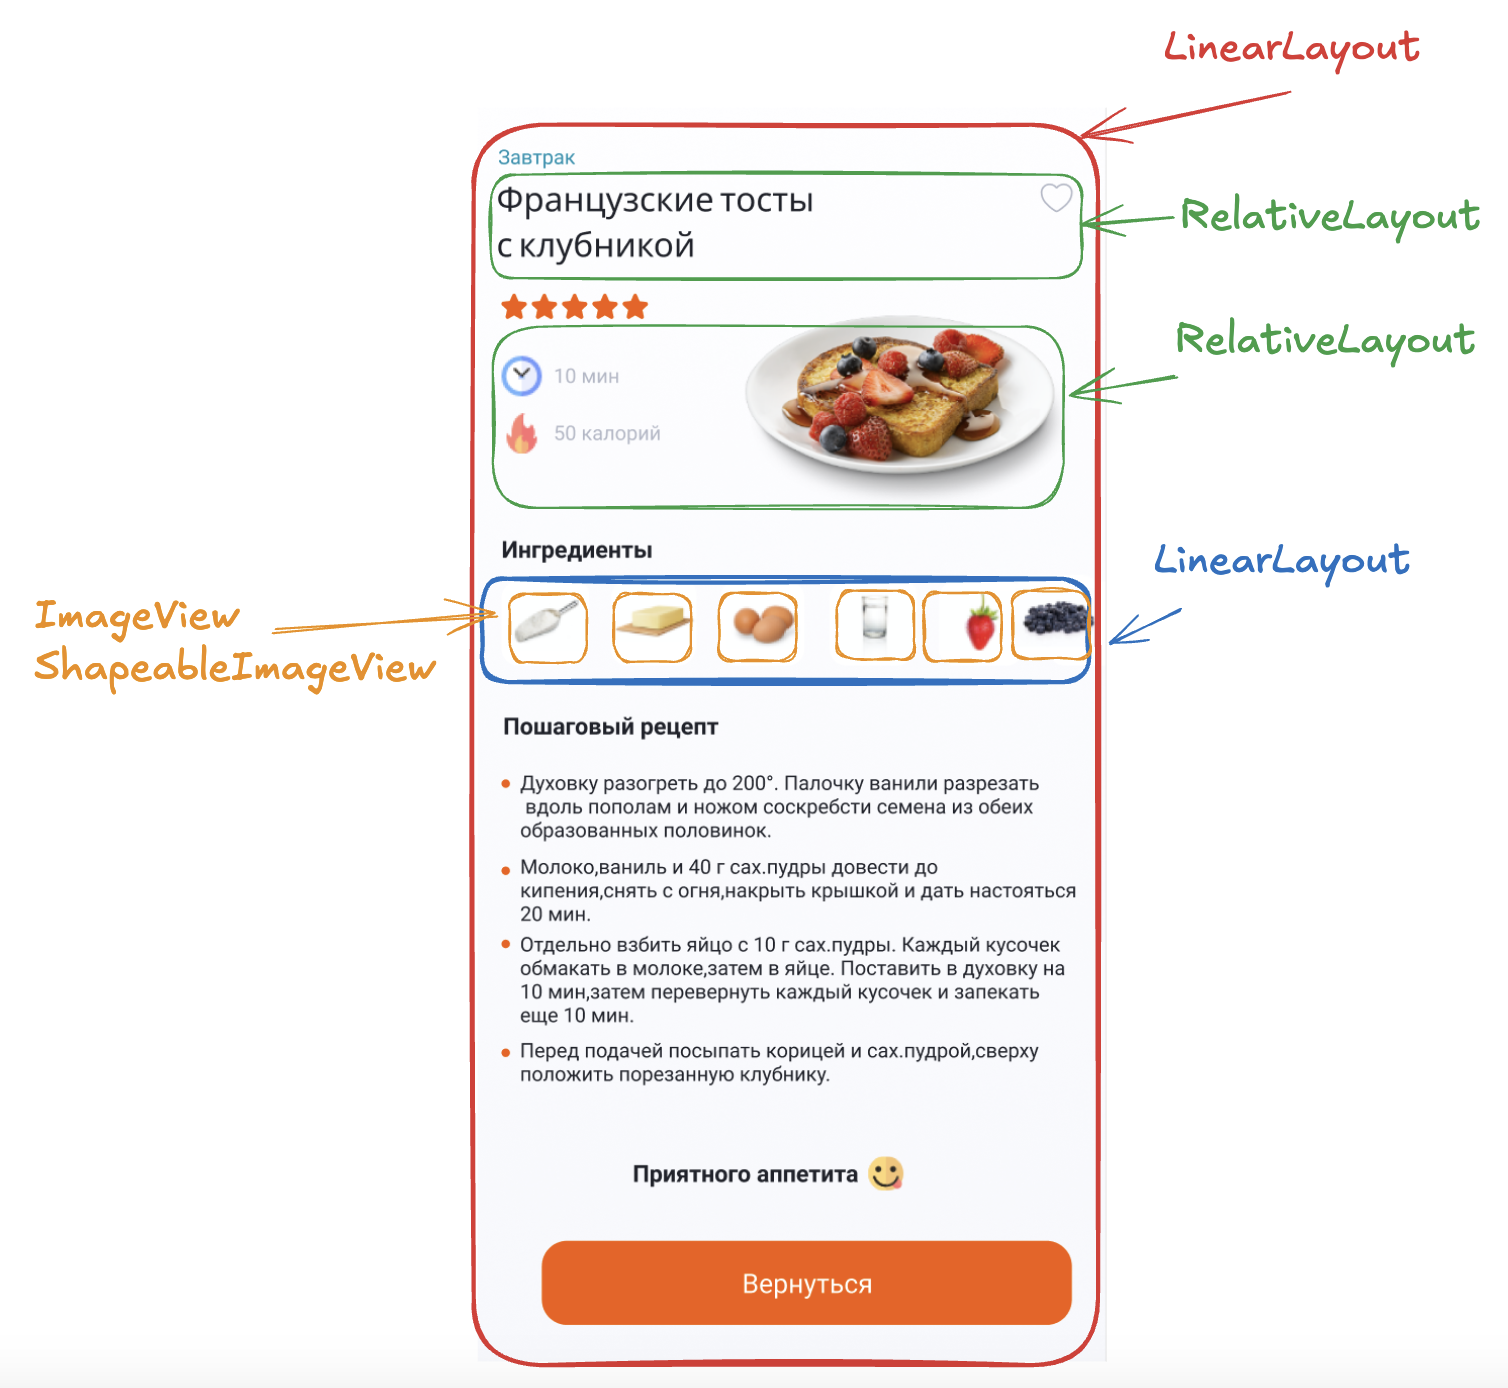 LinearLayout
Завтрак
Французские тосты
с клубникой
RelativeLayout
RelativeLayout
10 мин
50 калорий
Ингредиенты
LinearLayout
ImageView
ShapeableImageView
Пошаговый рецепт
Духовку разогреть до 200°. Палочку ванили разрезать
вдоль пополам и ножом соскребсти семена из обеих
образованных половинок.
Молоко,ваниль и 40 г сах.пудры довести до
кипения,снять с огня,накрыть крышкой и дать настояться
20 мин.
Отдельно взбить яйцо с 10 г сах.пудры. Каждый кусочек
обмакать в молоке,затем в яйце. Поставить в духовку на
10 мин,затем перевернуть каждый кусочек и запекать
еще 10 мин.
Перед подачей посыпать корицей и сах.пудрой,сверху
положить порезанную клубнику.
Приятного аппетита
Вернуться